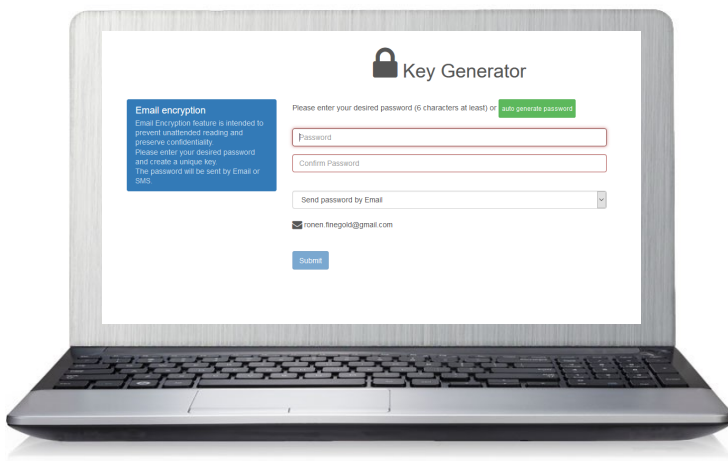 Key Generator
Email encryption
Email Encryption feature is intended to
prevent unattended reading and
preserve confidentiality.
Please enter your desired password
and create a unique key.
The password will be sent by Email or
SMS.
Please enter your desired password (6 characters at least) or auto generate password
Password
Confirm Password
Send password by Email
ronen.finegold@gmail.com
Submit